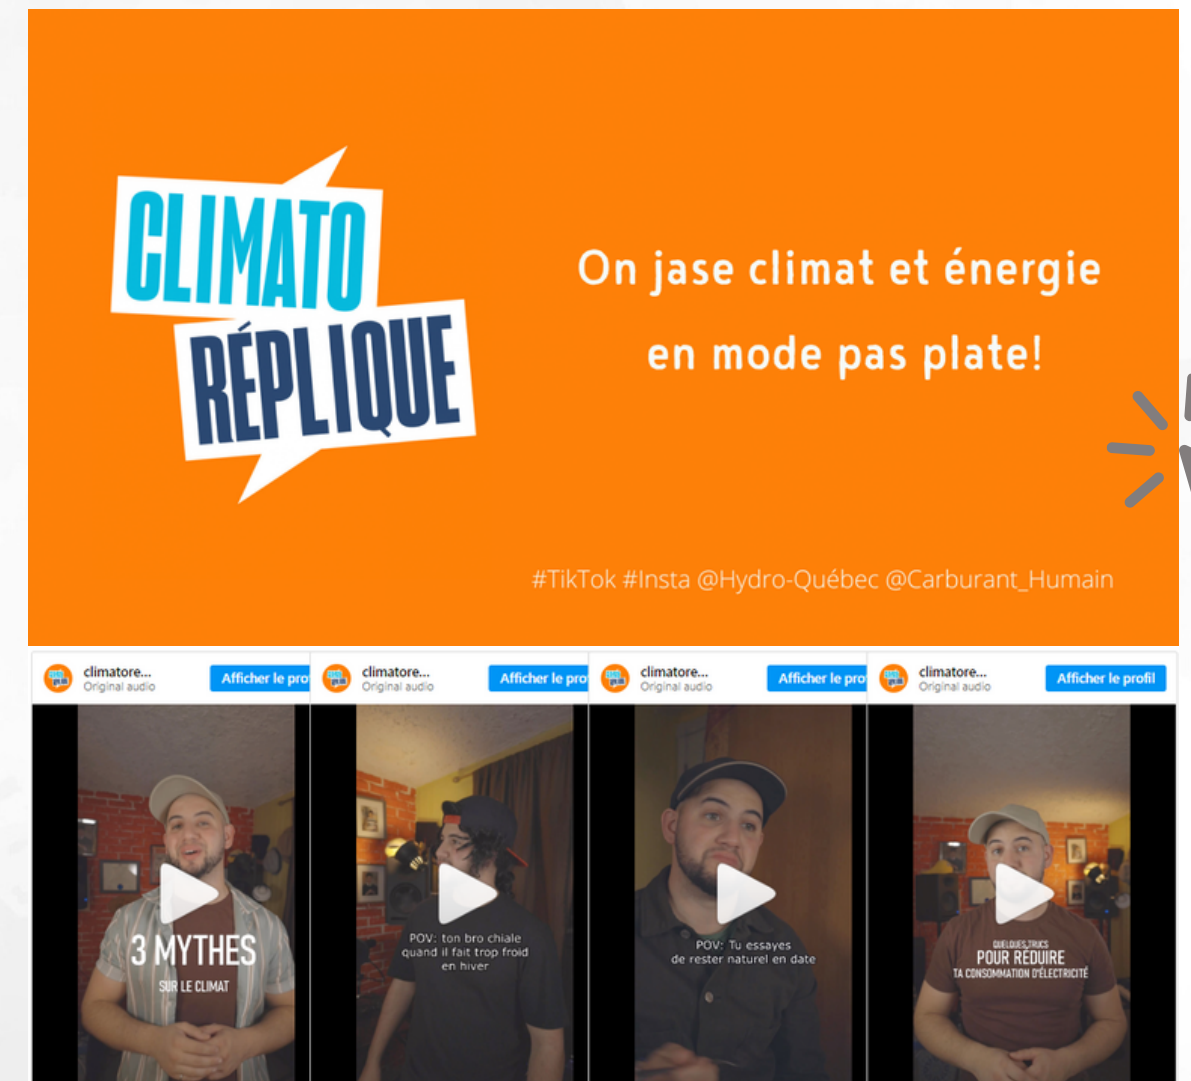 CLIMATO
RÉPLIQUE
On jase climat et énergie
en mode pas plate!
#TikTok #Insta @Hydro-Québec @Carburant_Humain
climatore...
Original audio
Afficher le pro
climatore...
Original audio
Afficher le pro
climatore...
Original audio
Afficher le pro
climatore...
Original audio
Afficher le profil
3 MYTHES
SUR LE CLIMAT
POV: ton bro chiale
quand il fait trop froid
en hiver
POV: Tu essayes
de rester naturel en date
QUELQUES TRUCS
POUR RÉDUIRE
TA CONSOMMATION D'ÉLECTRICITÉ